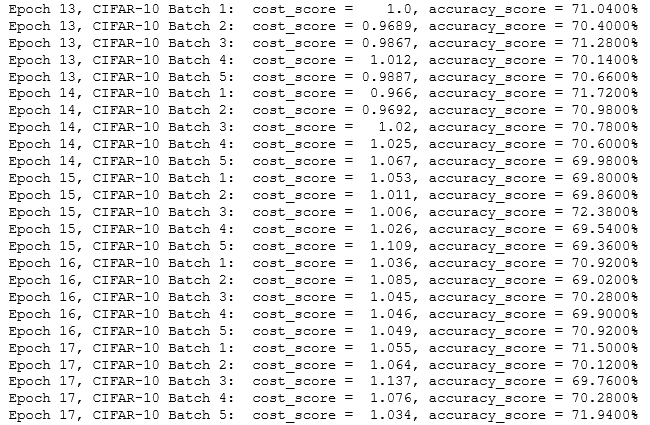 Epoch 13, CIFAR-10 Batch 1:  cost_score =    1.0, accuracy_score = 71.0400%
Epoch 13, CIFAR-10 Batch 2:  cost_score = 0.9689, accuracy_score = 70.4000%
Epoch 13, CIFAR-10 Batch 3:  cost_score = 0.9867, accuracy_score = 71.2800%
Epoch 13, CIFAR-10 Batch 4:  cost_score =  1.012, accuracy_score = 70.1400%
Epoch 13, CIFAR-10 Batch 5:  cost_score = 0.9887, accuracy_score = 70.6600%
Epoch 14, CIFAR-10 Batch 1:  cost_score =  0.966, accuracy_score = 71.7200%
Epoch 14, CIFAR-10 Batch 2:  cost_score = 0.9692, accuracy_score = 70.9800%
Epoch 14, CIFAR-10 Batch 3:  cost_score =   1.02, accuracy_score = 70.7800%
Epoch 14, CIFAR-10 Batch 4:  cost_score =  1.025, accuracy_score = 70.6000%
Epoch 14, CIFAR-10 Batch 5:  cost_score =  1.067, accuracy_score = 69.9800%
Epoch 15, CIFAR-10 Batch 1:  cost_score =  1.053, accuracy_score = 69.8000%
Epoch 15, CIFAR-10 Batch 2:  cost_score =  1.011, accuracy_score = 69.8600%
Epoch 15, CIFAR-10 Batch 3:  cost_score =  1.006, accuracy_score = 72.3800%
Epoch 15, CIFAR-10 Batch 4:  cost_score =  1.026, accuracy_score = 69.5400%
Epoch 15, CIFAR-10 Batch 5:  cost_score =  1.109, accuracy_score = 69.3600%
Epoch 16, CIFAR-10 Batch 1:  cost_score =  1.036, accuracy_score = 70.9200%
Epoch 16, CIFAR-10 Batch 2:  cost_score =  1.085, accuracy_score = 69.0200%
Epoch 16, CIFAR-10 Batch 3:  cost_score =  1.045, accuracy_score = 70.2800%
Epoch 16, CIFAR-10 Batch 4:  cost_score =  1.046, accuracy_score = 69.9000%
Epoch 16, CIFAR-10 Batch 5:  cost_score =  1.049, accuracy_score = 70.9200%
Epoch 17, CIFAR-10 Batch 1:  cost_score =  1.055, accuracy_score = 71.5000%
Epoch 17, CIFAR-10 Batch 2:  cost_score =  1.064, accuracy_score = 70.1200%
Epoch 17, CIFAR-10 Batch 3:  cost_score =  1.137, accuracy_score = 69.7600%
Epoch 17, CIFAR-10 Batch 4:  cost_score =  1.076, accuracy_score = 70.2800%
Epoch 17, CIFAR-10 Batch 5:  cost_score =  1.034, accuracy_score = 71.9400%